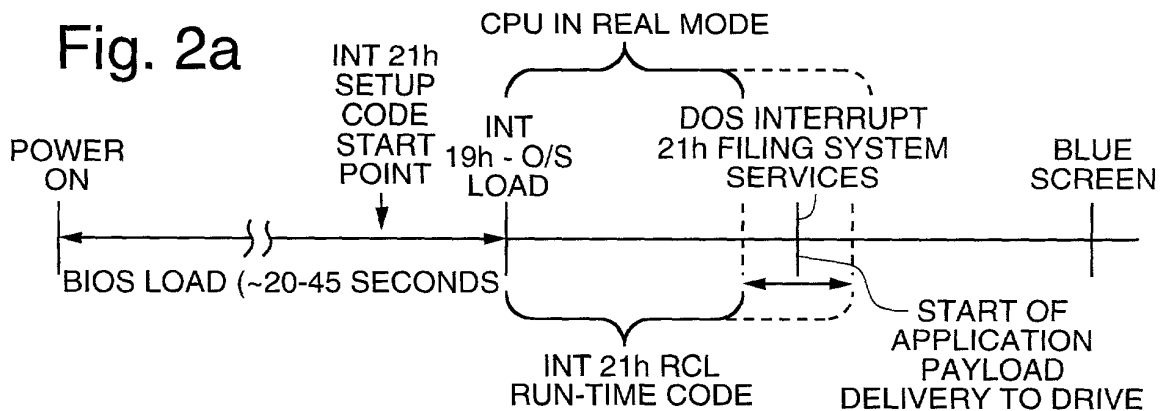 Fig. 2a
CPU IN REAL MODE
INT 21h
SETUP
CODE
START
POINT
POWER
ON
INT
19h - O/S
LOAD
DOS INTERRUPT
21h FILING SYSTEM
SERVICES
BLUE
SCREEN
BIOS LOAD (~20-45 SECONDS
INT 21h RCL
RUN-TIME CODE
START OF
APPLICATION
PAYLOAD
DELIVERY TO DRIVE